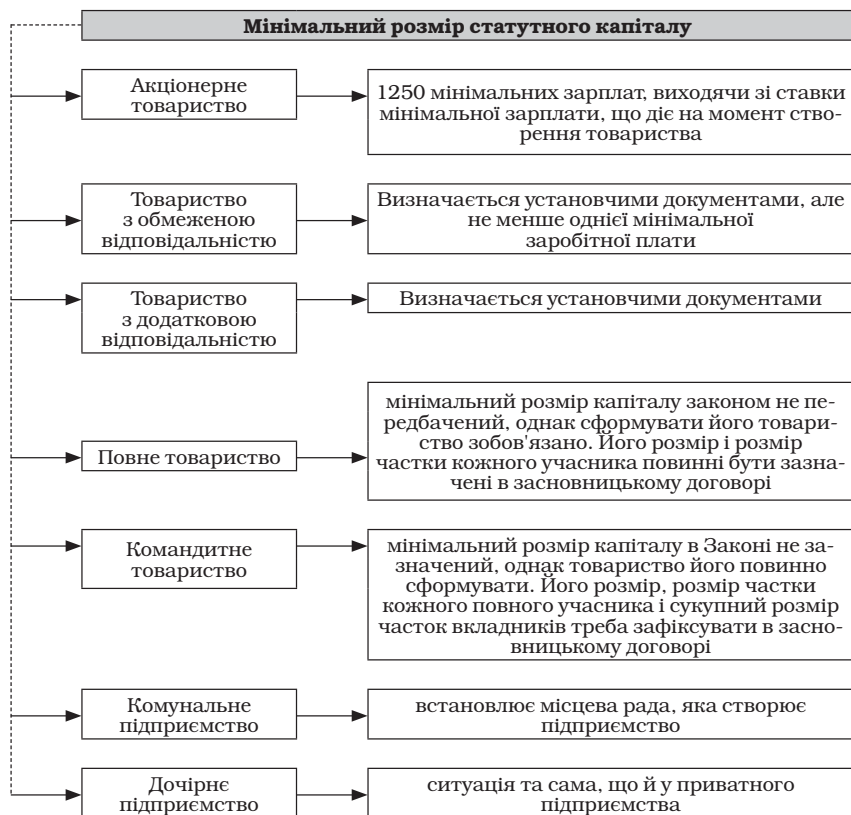 Мінімальний розмір статутного капіталу
Акціонерне
товариство
1250 мінімальних зарплат, виходячи зі ставки
мінімальної зарплати, що діє на момент ство-
рення товариства
Товариство
з обмеженою
відповідальністю
Визначається установчими документами, але
не менше однієї мінімальної
заробітної плати
Товариство
з додатковою
відповідальністю
Визначається установчими документами
Повне товариство
мінімальний розмір капіталу законом не пе-
редбачений, однак сформувати його товари-
ство зобов'язано. Його розмір і розмір
частки кожного учасника повинні бути зазна-
чені в засновницькому договорі
Командитне
товариство
мінімальний розмір капіталу в Законі не за-
значений, однак товариство його повинно
сформувати. Його розмір, розмір частки
кожного повного учасника і сукупний розмір
часток вкладників треба зафіксувати в засно-
вницькому договорі
Комунальне
підприємство
встановлює місцева рада, яка створює
підприємство
Дочірнє
підприємство
ситуація та сама, що й у приватного
підприємства